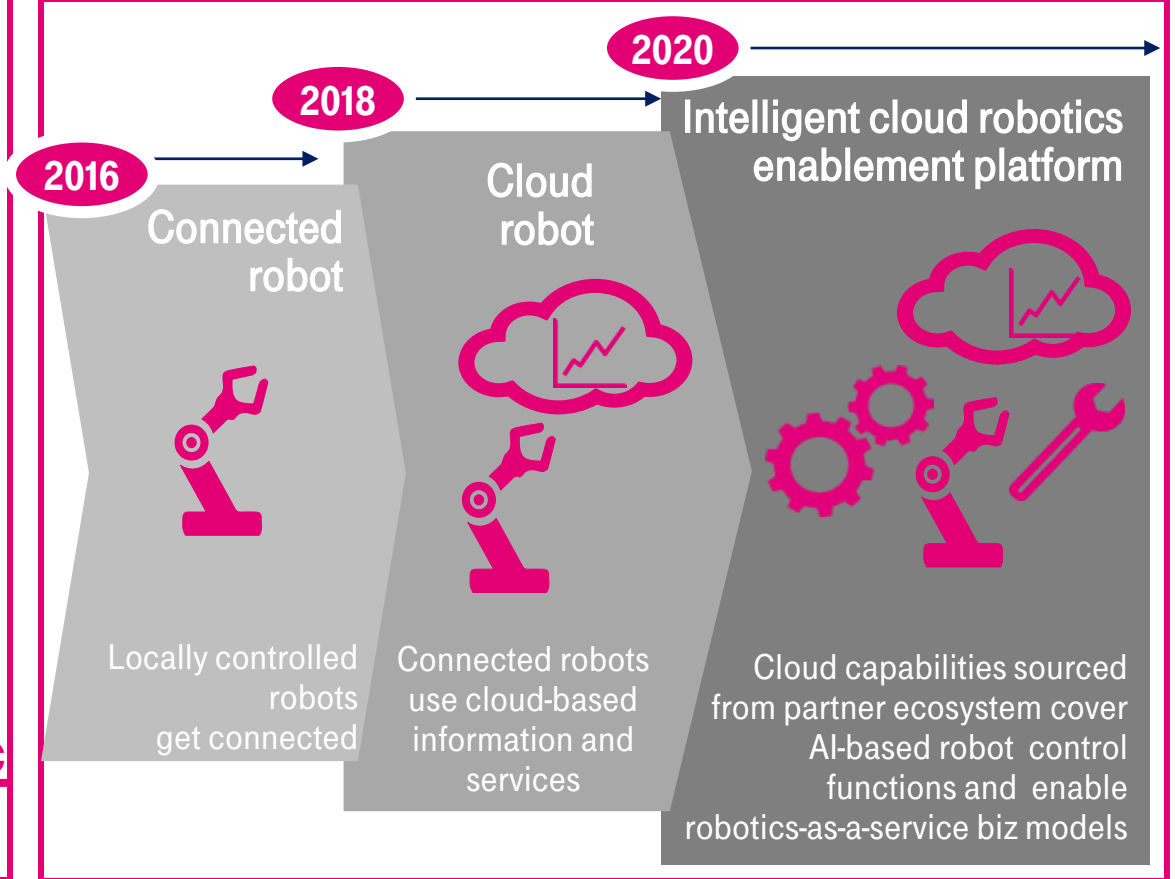 2016
Connected
robot
Locally controlled
robots
get connected
2018
Cloud
robot
Connected robots
use cloud-based
information and
services
2020
Intelligent cloud robotics
enablement platform
Cloud capabilities sourced
from partner ecosystem cover
AI-based robot control
functions and enable
robotics-as-a-service biz models